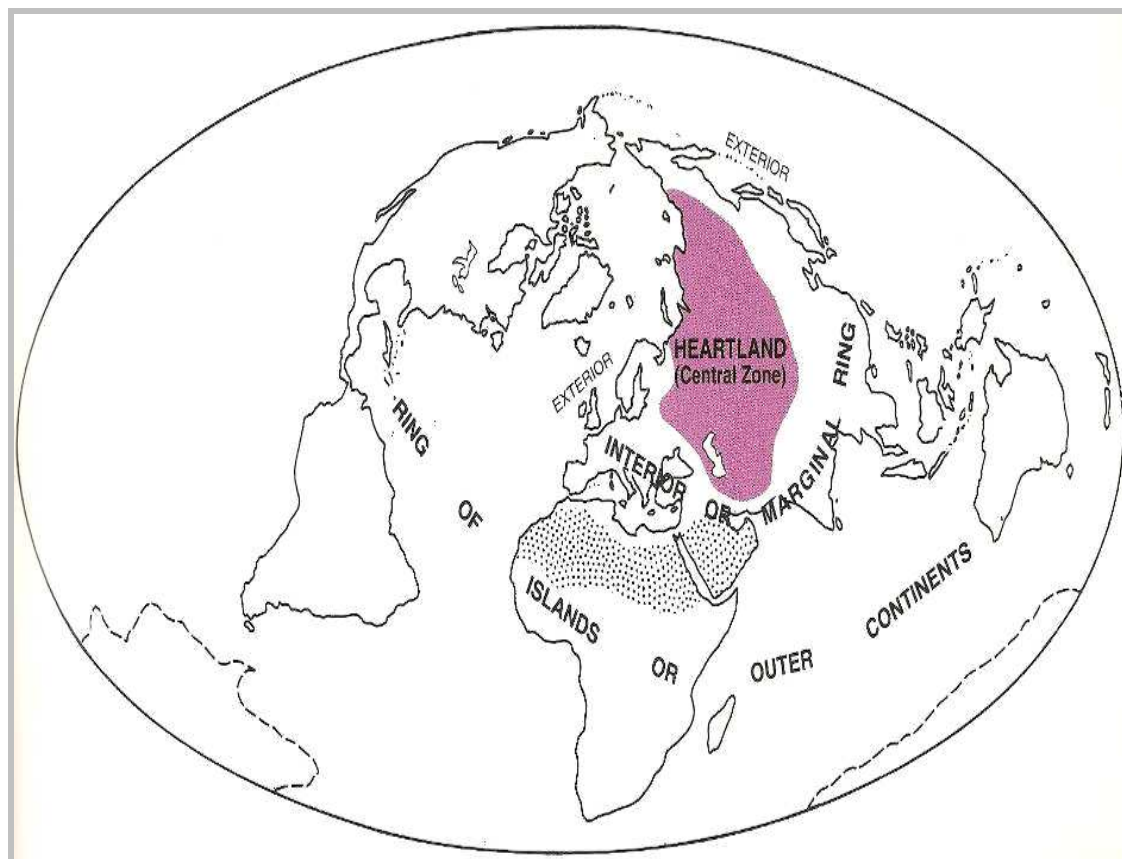 EXTERIOR
HEARTLAND
(Central Zone)
EXTERIOR
INTERIOR OR MARGINAL RING
RING OF ISLANDS OR OUTER CONTINENTS